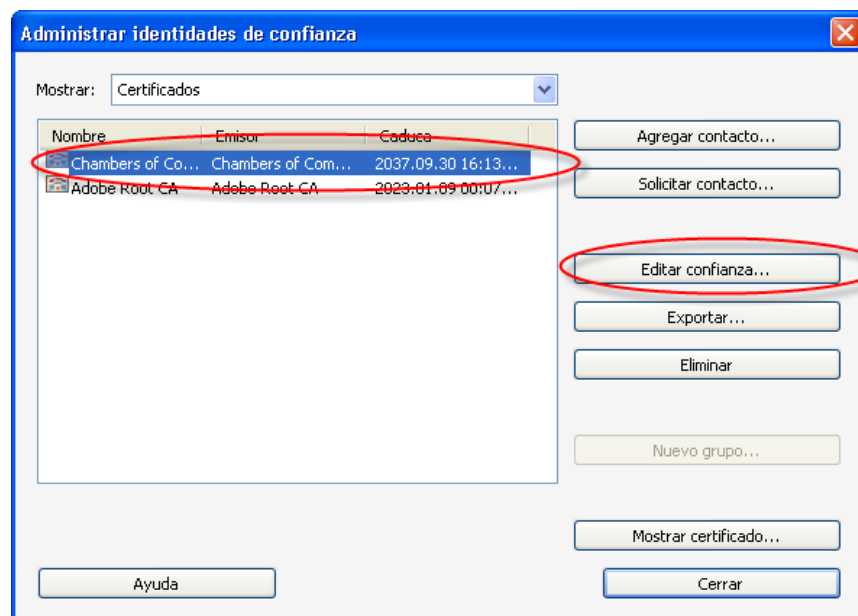 Administrar identidades de confianza
Mostrar: Certificados
Nombre Emisor Caduca
Chambers of Co... Chambers of Com... 2037.09.30 16:13...
Adobe Root CA Adobe Root CA 2023.01.09 00:07...
Agregar contacto...
Solicitar contacto...
Editar confianza...
Exportar...
Eliminar
Nuevo grupo...
Mostrar certificado...
Ayuda Cerrar